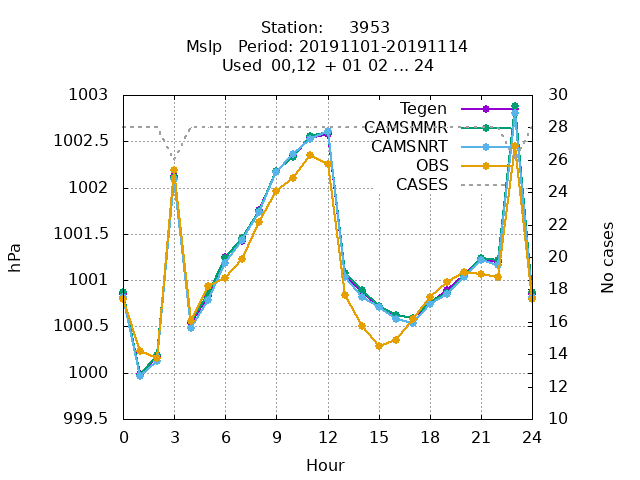 Station:     3953
Mslp   Period: 20191101-20191114
Used  00,12  + 01 02 ... 24
1003
1002.5
1002
1001.5
1001
1000.5
1000
999.5
hPa
Tegen
CAMSMMR
CAMSNRT
OBS
CASES
30
28
26
24
22
20
18
16
14
12
10
No cases
0 3 6 9 12 15 18 21 24
Hour